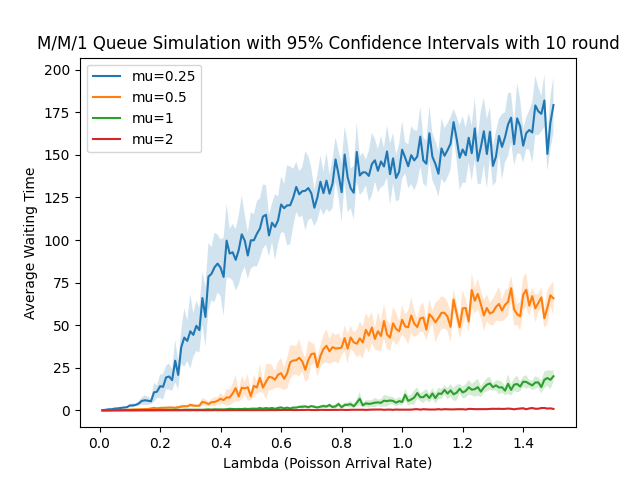 M/M/1 Queue Simulation with 95% Confidence Intervals with 10 round
200
175
150
125
100
75
50
25
0
Average Waiting Time
mu=0.25
mu=0.5
mu=1
mu=2
0.0 0.2 0.4 0.6 0.8 1.0 1.2 1.4
Lambda (Poisson Arrival Rate)